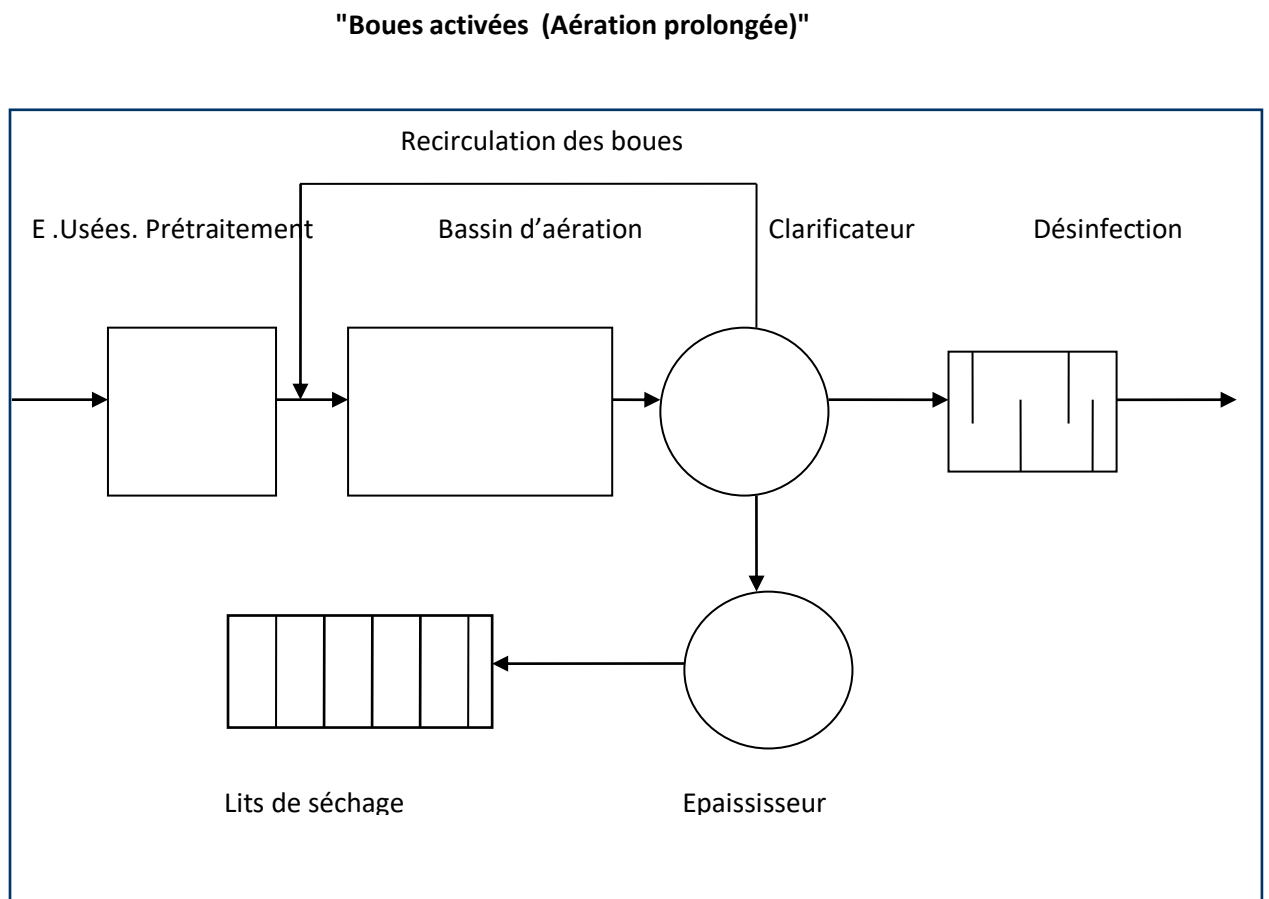 "Boues activées (Aération prolongée)"
Recirculation des boues
E .Usées. Prétraitement Bassin d’aération Clarificateur Désinfection
Lits de séchage Epaississeur